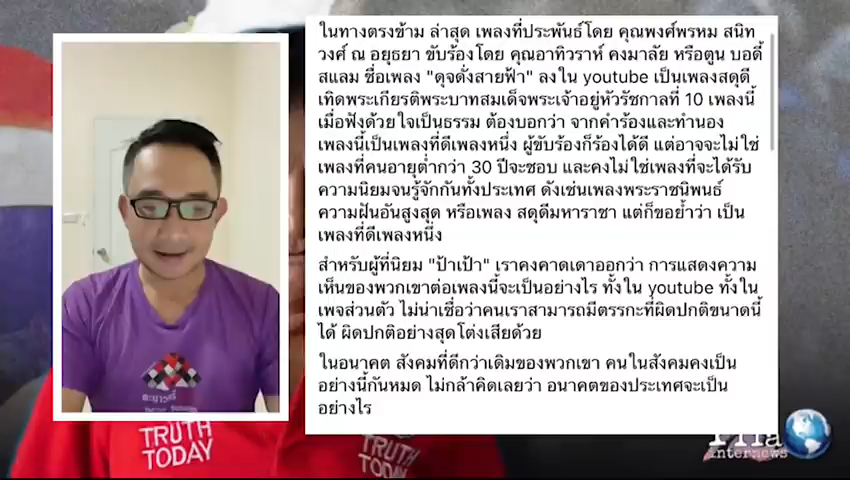 ในทางตรงข้าม ล่าสุด เพลงที่ประพันธ์โดย คุณพงศ์พรหม สนิท
วงศ์ ณ อยุธยา ขับร้องโดย คุณอาทิวราห์ คงมาลัย หรือตูน บอดี้
สแลม ชื่อเพลง "ดุจดั่งสายฟ้า" ลงใน youtube เป็นเพลงสดุดี
เทิดพระเกียรติพระบาทสมเด็จพระเจ้าอยู่หัวรัชกาลที่ 10 เพลงนี้
เมื่อฟังด้วยใจเป็นธรรม ต้องบอกว่า จากคำร้องและทำนอง
เพลงนี้เป็นเพลงที่ดีเพลงหนึ่ง ผู้ขับร้องก็ร้องได้ดี แต่อาจจะไม่ใช่
เพลงที่คนอายุต่ำกว่า 30 ปีจะชอบ และคงไม่ใช่เพลงที่จะได้รับ
ความนิยมจนรู้จักกันทั้งประเทศ ดังเช่นเพลงพระราชนิพนธ์
ความฝันอันสูงสุด หรือเพลง สดุดีมหาราชา แต่ก็ขอย้ำว่า เป็น
เพลงที่ดีเพลงหนึ่ง
สำหรับผู้ที่นิยม "ป้าเป้า" เราคงคาดเดาออกว่า การแสดงความ
เห็นของพวกเขาต่อเพลงนี้จะเป็นอย่างไร ทั้งใน youtube ทั้งใน
เพจส่วนตัว ไม่น่าเชื่อว่าคนเราสามารถมีตรรกะที่ผิดปกติขนาดนี้
ได้ ผิดปกติอย่างสุดโต่งเสียด้วย
ในอนาคต สังคมที่ดีกว่าเดิมของพวกเขา คนในสังคมคงเป็น
อย่างนี้กันหมด ไม่กล้าคิดเลยว่า อนาคตของประเทศจะเป็น
อย่างไร
TRUTH
TODAY
TRUTH
TODAY
internews